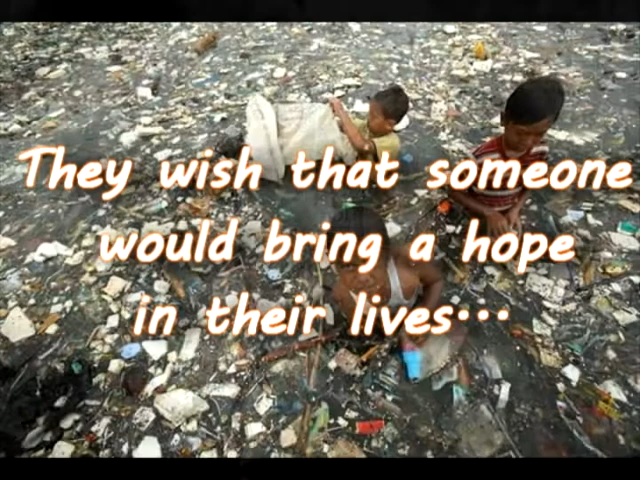 They wish that someone
would bring a hope
in their lives...